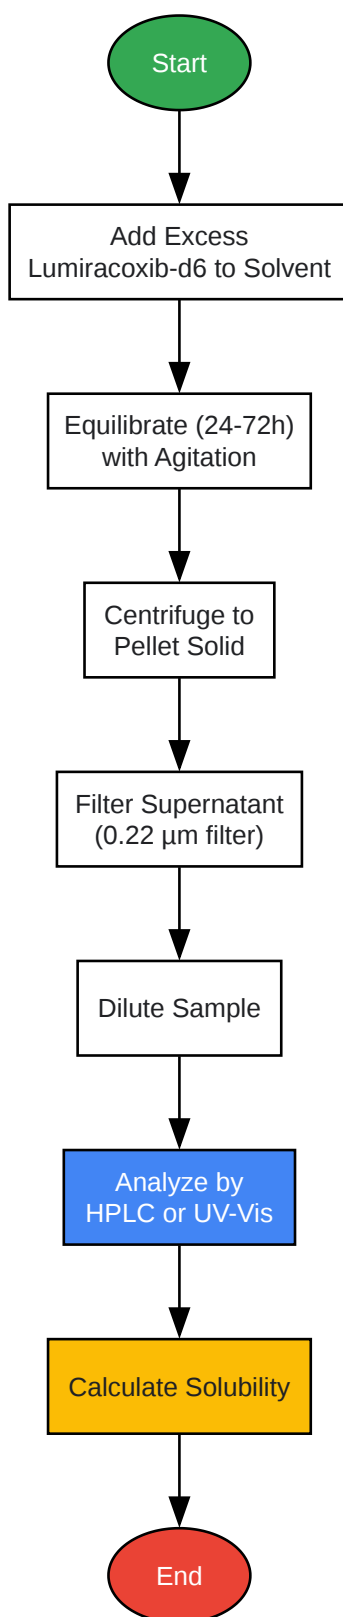 Start
Add Excess
Lumiracoxib-d6 to Solvent
Equilibrate (24-72h)
with Agitation
Centrifuge to
Pellet Solid
Filter Supernatant
(0.22 µm filter)
Dilute Sample
Analyze by
HPLC or UV-Vis
Calculate Solubility
End